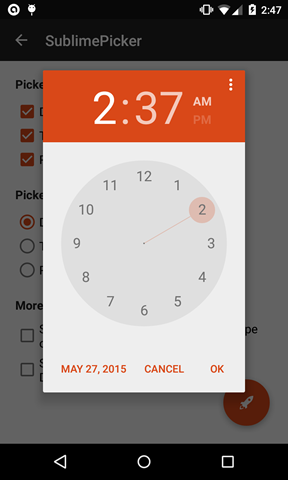 2:47
SublimePicker
Picke
2:37
AM
PM
12
11
1
10
2
9
3
8
4
7
5
6
Picke
D
T
R
D
T
More
S
pe
o
S
D
MAY 27, 2015
CANCEL
OK